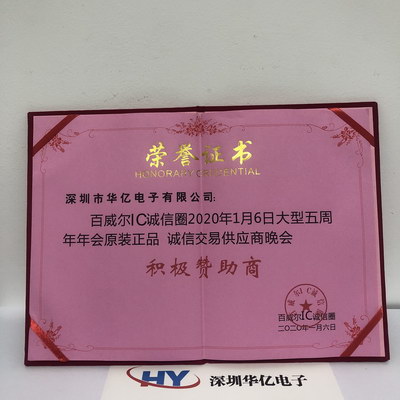 荣誉证书
HONORARY CREDENTIAL
深圳市华亿电子有限公司:
百威尔IC诚信圈2020年1月6日大型五周
年年会原装正品 诚信交易供应商晚会
积极赞助商
百威尔IC诚信圈
二〇二〇年一月六日
HY 深圳华亿电子